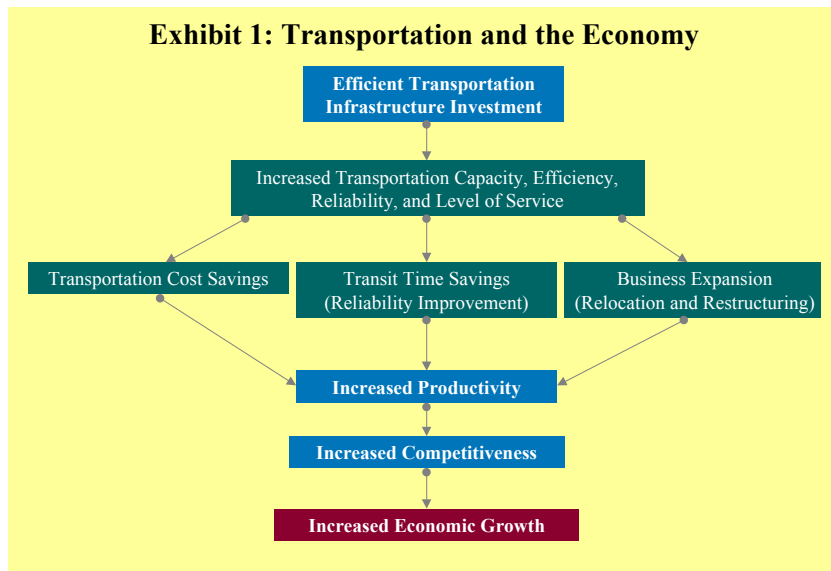 Exhibit 1: Transportation and the Economy
Efficient Transportation
Infrastructure Investment
Increased Transportation Capacity, Efficiency,
Reliability, and Level of Service
Transportation Cost Savings
Transit Time Savings
(Reliability Improvement)
Business Expansion
(Relocation and Restructuring)
Increased Productivity
Increased Competitiveness
Increased Economic Growth